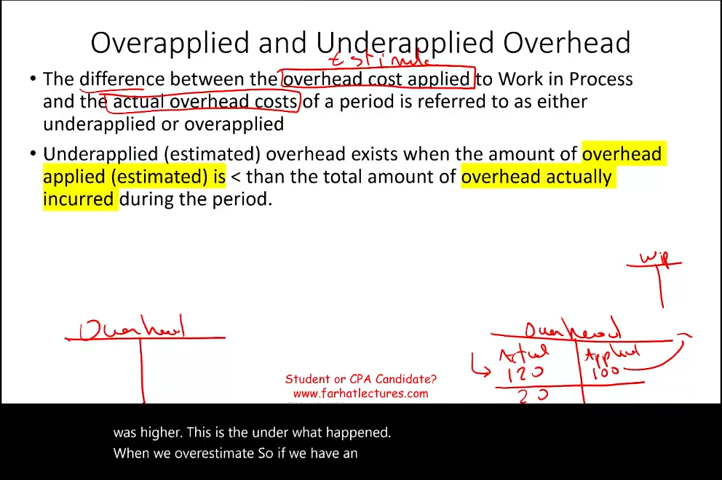 Overapplied and Underapplied Overhead
Estimate
• The difference between the overhead cost applied to Work in Process
and the actual overhead costs of a period is referred to as either
underapplied or overapplied
• Underapplied (estimated) overhead exists when the amount of overhead
applied (estimated) is < than the total amount of overhead actually
incurred during the period.
WIP
Overhead
Overhead
Actual Applied
120 100
20
Student or CPA Candidate?
www.farhatlectures.com
was higher. This is the under what happened.
When we overestimate So if we have an